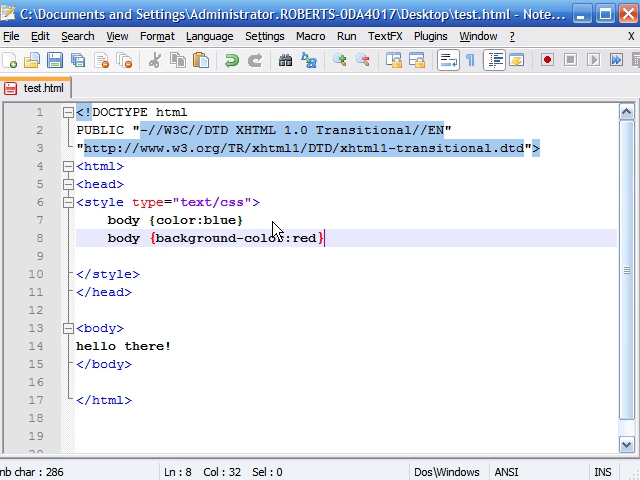 C:\Documents and Settings\Administrator.ROBERTS-0DA4017\Desktop\test.html - Note...
File Edit Search View Format Language Settings Macro Run TextFX Plugins Window ? X
test.html
1 <!DOCTYPE html
2 PUBLIC "-//W3C//DTD XHTML 1.0 Transitional//EN"
3 "http://www.w3.org/TR/xhtml1/DTD/xhtml1-transitional.dtd">
4 <html>
5 <head>
6 <style type="text/css">
7 body {color:blue}
8 body {background-color:red}
9
10 </style>
11 </head>
12
13 <body>
14 hello there!
15 </body>
16
17 </html>
18
19
20
nb char : 286 Ln : 8 Col : 32 Sel : 0 Dos\Windows ANSI INS